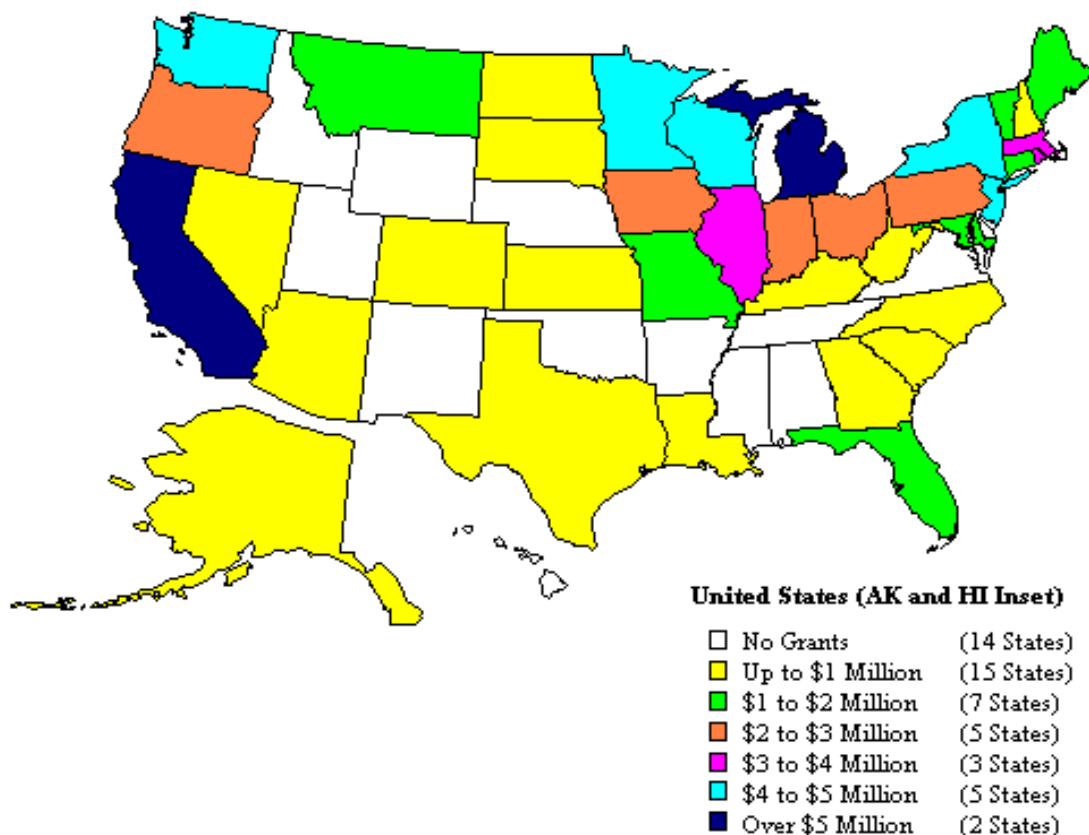 United States (AK and HI Inset)
No Grants (14 States)
Up to $1 Million (15 States)
$1 to $2 Million (7 States)
$2 to $3 Million (5 States)
$3 to $4 Million (3 States)
$4 to $5 Million (5 States)
Over $5 Million (2 States)